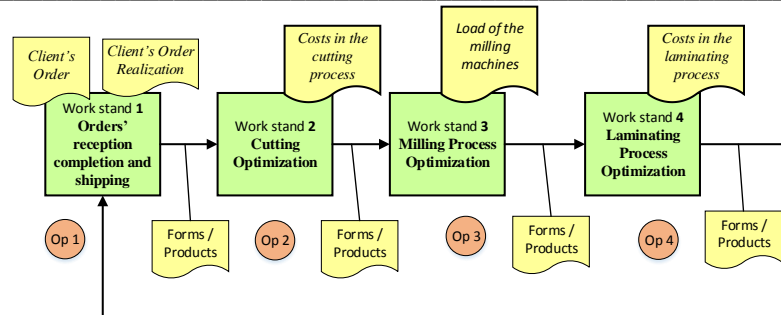 Client's
Order
Client's Order
Realization
Costs in the
cutting
process
Load of the
milling
machines
Costs in the
laminating
process
Work stand 1
Orders'
reception
completion and
shipping
Work stand 2
Cutting
Optimization
Work stand 3
Milling Process
Optimization
Work stand 4
Laminating
Process
Optimization
Op 1
Forms /
Products
Op 2
Forms /
Products
Op 3
Forms /
Products
Op 4
Forms /
Products